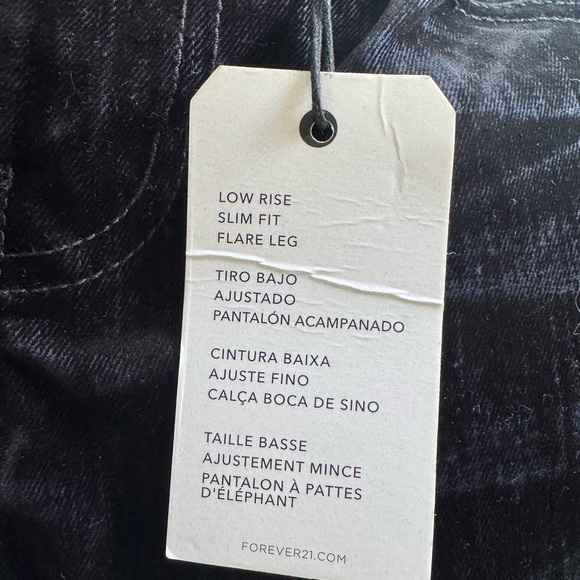 LOW RISE
SLIM FIT
FLARE LEG
TIRO BAJO
AJUSTADO
PANTALÓN ACAMPANADO
CINTURA BAIXA
AJUSTE FINO
CALÇA BOCA DE SINO
TAILLE BASSE
AJUSTEMENT MINCE
PANTALON À PATTES
D'ÉLÉPHANT
FOREVER21.COM